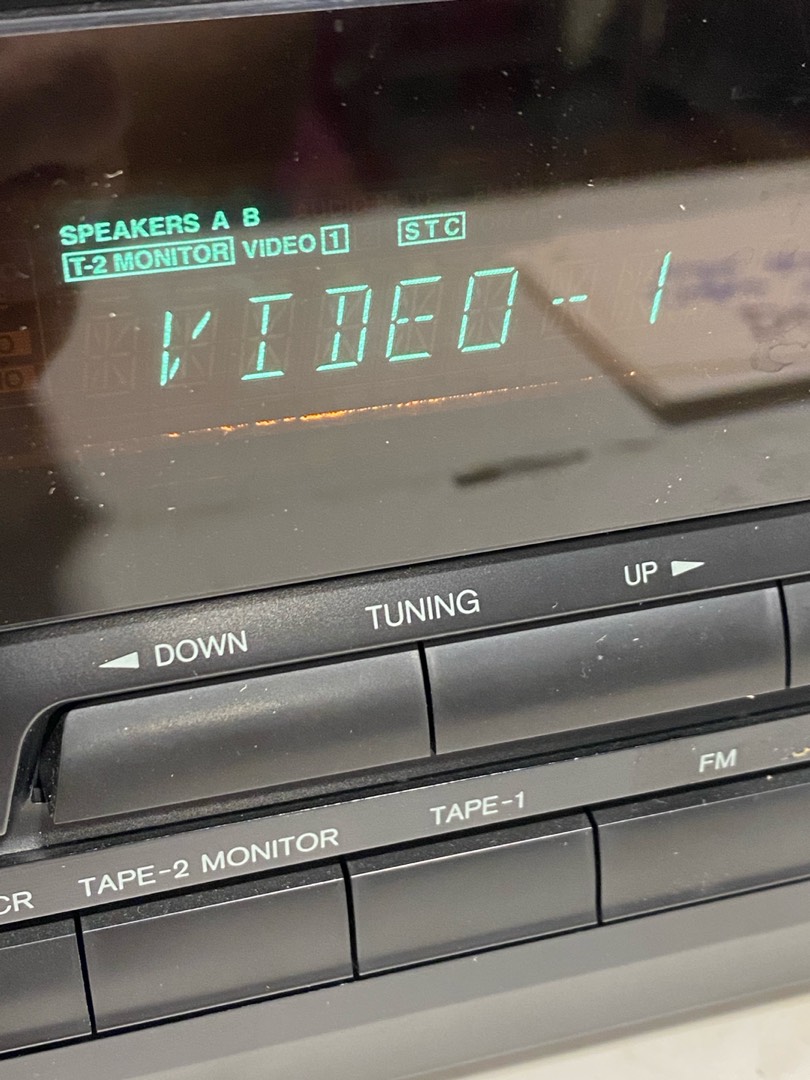 SPEAKERS A B
T-2 MONITOR VIDEO 1 STC
VIDEO-1
◄ DOWN TUNING UP ►
TAPE-2 MONITOR TAPE-1 FM